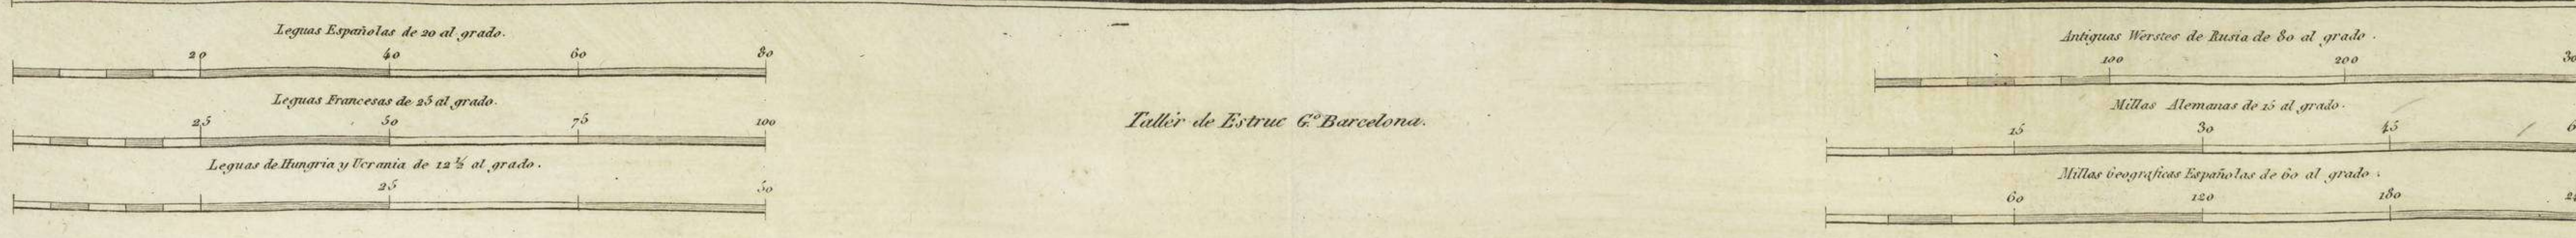 Leguas Españolas de 20 al grado.
20 40 60 80
Leguas Francesas de 25 al grado.
25 50 75 100
Leguas de Hungria y Ucrania de 12 ½ al grado.
25 50
Tallér de Estruc G.º Barcelona.
Antiguas Werstes de Rusia de 80 al grado.
100 200
Millas Alemanas de 15 al grado.
15 30 45
Millas Geograficas Españolas de 60 al grado.
60 120 180